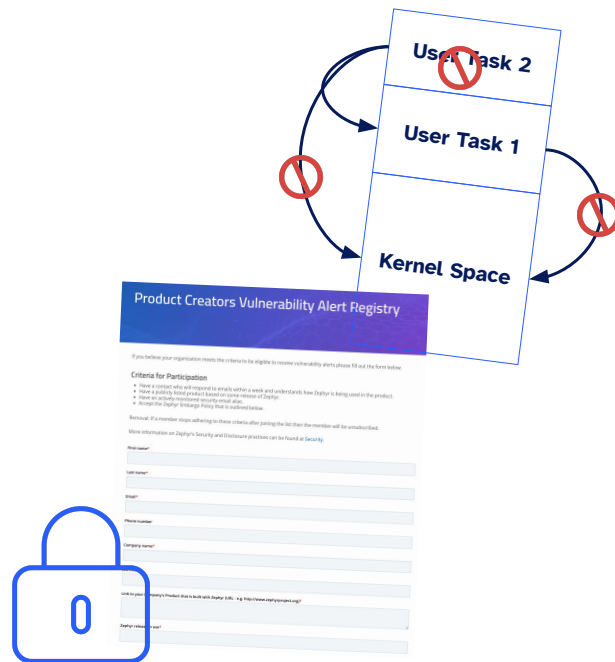 User Task 2
User Task 1
Kernel Space
Product Creators Vulnerability Alert Registry
If you believe your organization meets the criteria to be eligible to receive vulnerability alerts please fill out the form below.
Criteria for Participation
Have a contact who will respond to emails within a week and understands how Zephyr is being used in the product.
Have a publicly listed product based on some release of Zephyr.
Have an actively monitored security email alias.
Accept the Zephyr Embargo Policy that is outlined below.
Removal: If a member stops adhering to these criteria after joining the list then the member will be unsubscribed.
More information on Zephyr's Security and Disclosure practices can be found at Security.
First name*
Last name*
Email*
Phone number
Company name*
Link to your Company's Product that is built with Zephyr (URL - e.g. http://www.zephyrproject.org)*
Zephyr release in use*